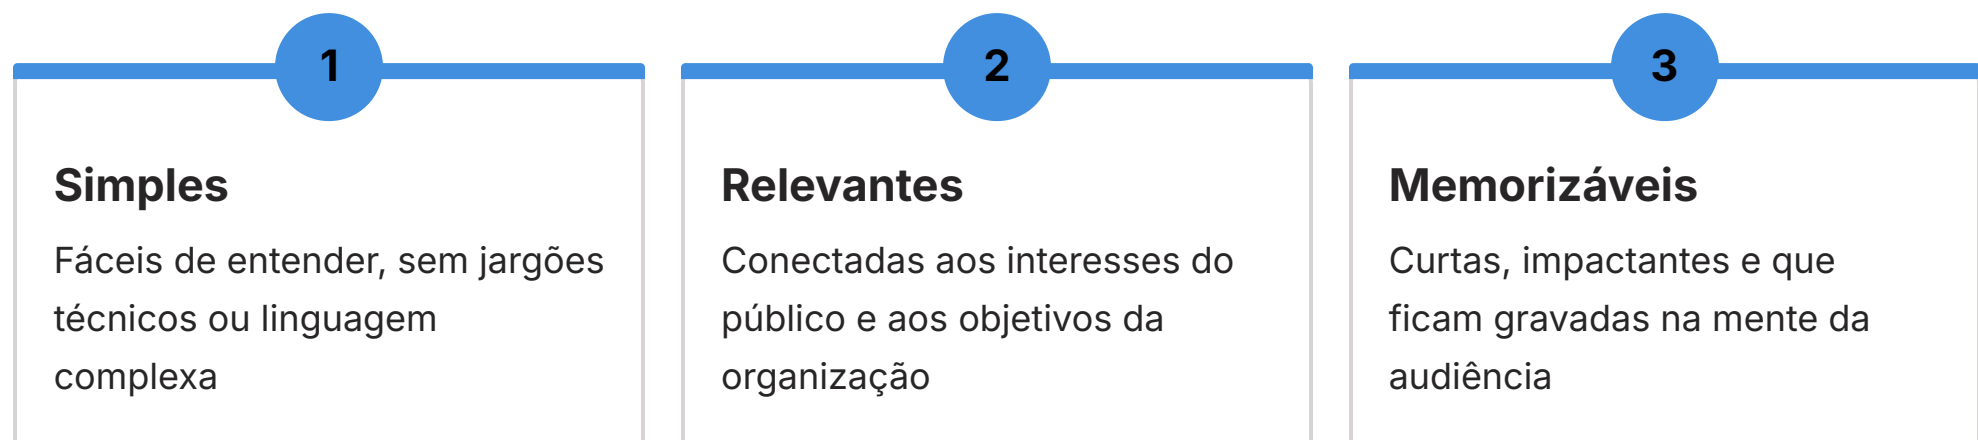 1
Simples
Fáceis de entender, sem jargões
técnicos ou linguagem
complexa
2
Relevantes
Conectadas aos interesses do
público e aos objetivos da
organização
3
Memorizáveis
Curtas, impactantes e que
ficam gravadas na mente da
audiência